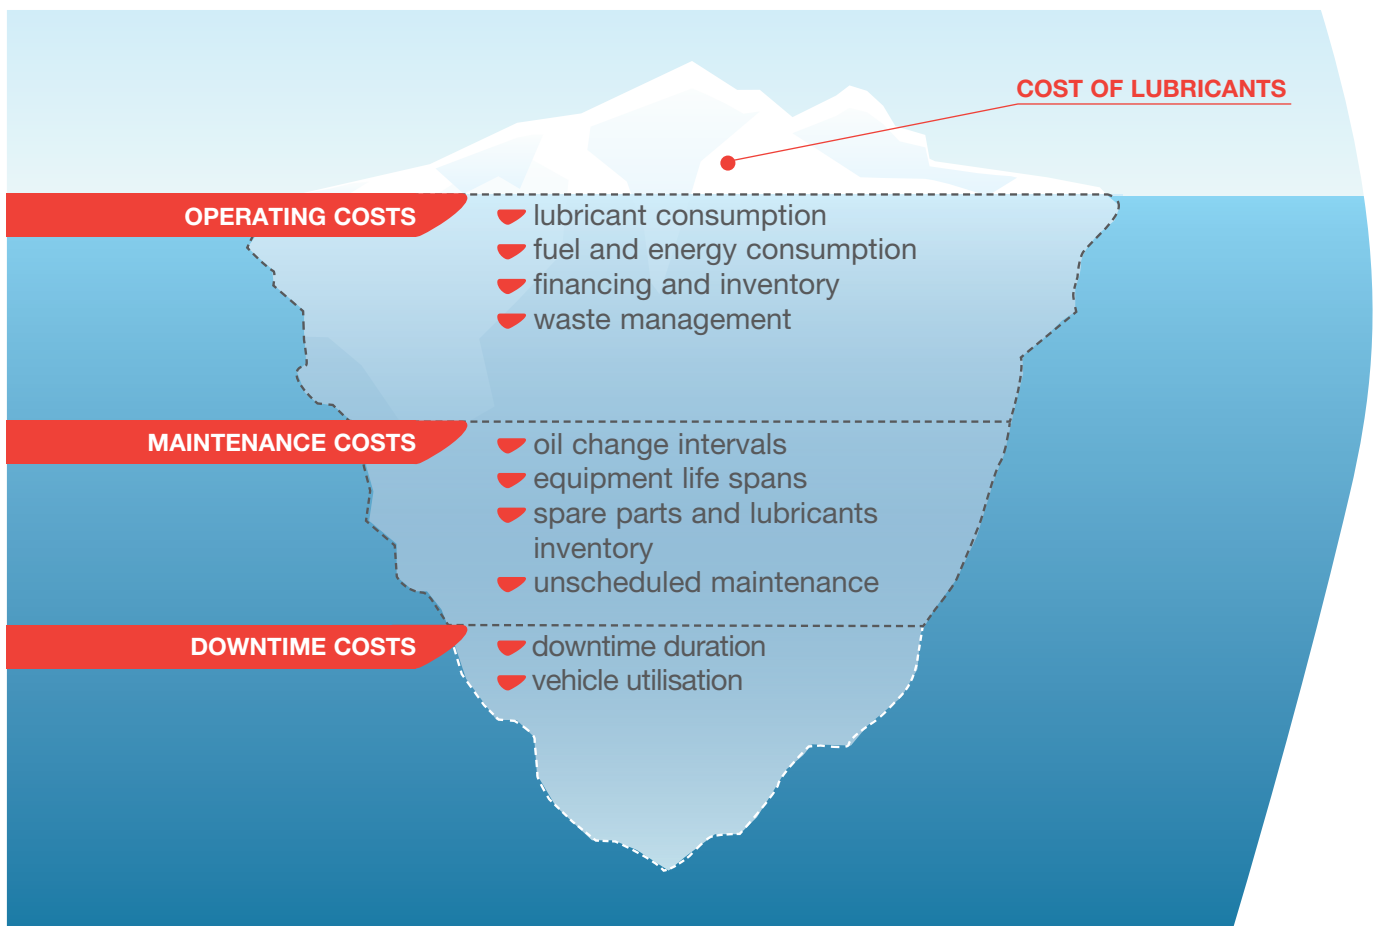 COST OF LUBRICANTS
OPERATING COSTS
lubricant consumption
fuel and energy consumption
financing and inventory
waste management
MAINTENANCE COSTS
oil change intervals
equipment life spans
spare parts and lubricants
inventory
unscheduled maintenance
DOWNTIME COSTS
downtime duration
vehicle utilisation